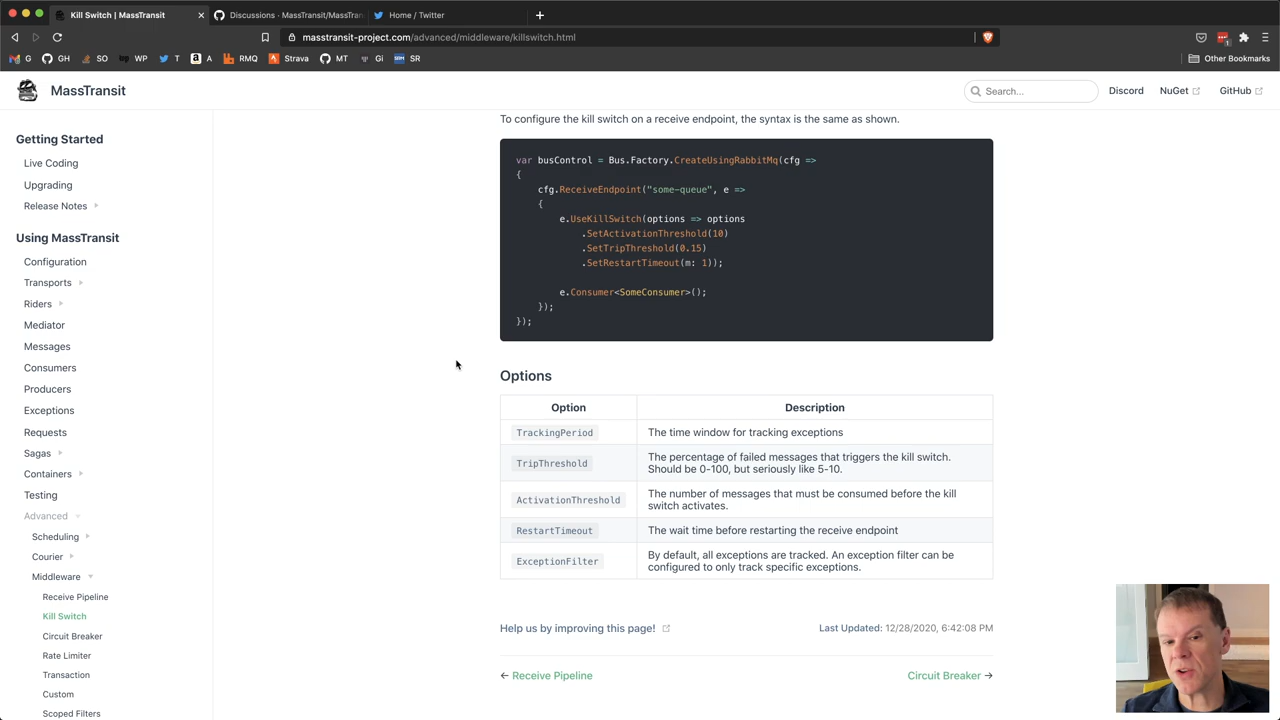 Kill Switch | MassTransit
Discussions · MassTransit/MassTran
Home / Twitter
masstransit-project.com/advanced/middleware/killswitch.html
1
G
GH
SO
WP
T
a A
RMQ
Strava
MT
Gi
SR
Other Bookmarks
MassTransit
Search...
Discord
NuGet
GitHub
Getting Started
Live Coding
Upgrading
Release Notes
Using MassTransit
Configuration
Transports
Riders
Mediator
Messages
Consumers
Producers
Exceptions
Requests
Sagas
Containers
Testing
Advanced
Scheduling
Courier
Middleware
Receive Pipeline
Kill Switch
Circuit Breaker
Rate Limiter
Transaction
Custom
Scoped Filters
To configure the kill switch on a receive endpoint, the syntax is the same as shown.
var busControl = Bus.Factory.CreateUsingRabbitMq(cfg =>
{
cfg.ReceiveEndpoint("some-queue", e =>
{
e.UseKillSwitch(options => options
.SetActivationThreshold(10)
.SetTripThreshold(0.15)
.SetRestartTimeout(m: 1));
e.Consumer<SomeConsumer>();
});
});
Options
Option Description
TrackingPeriod The time window for tracking exceptions
TripThreshold The percentage of failed messages that triggers the kill switch.
Should be 0-100, but seriously like 5-10.
ActivationThreshold The number of messages that must be consumed before the kill
switch activates.
RestartTimeout The wait time before restarting the receive endpoint
ExceptionFilter By default, all exceptions are tracked. An exception filter can be
configured to only track specific exceptions.
Help us by improving this page!
Last Updated: 12/28/2020, 6:42:08 PM
← Receive Pipeline
Circuit Breaker →